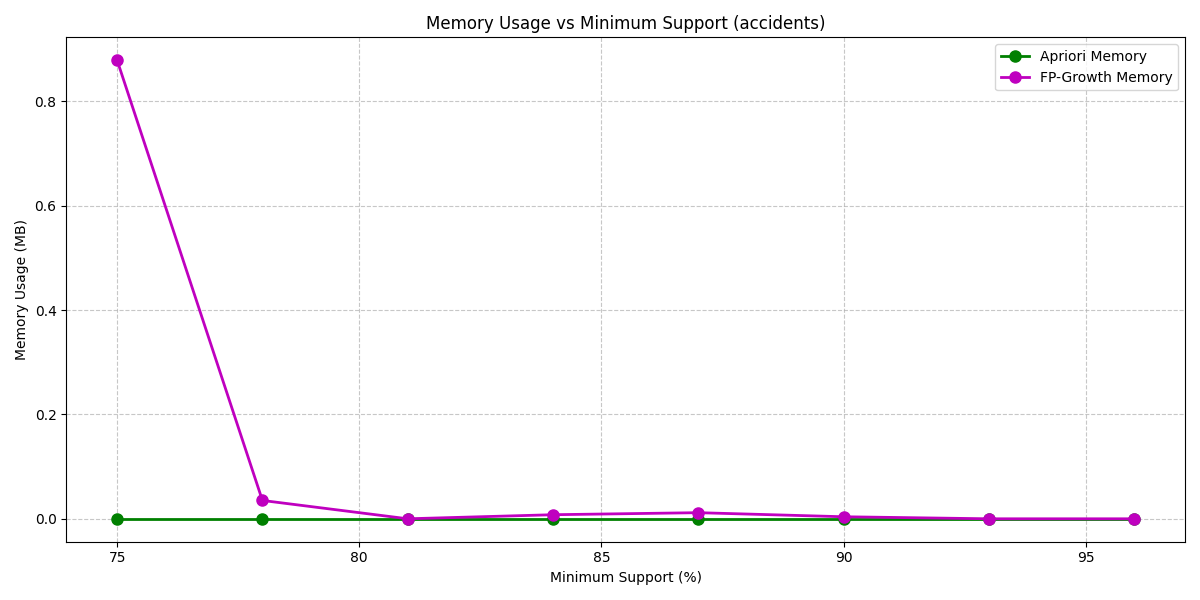 Memory Usage vs Minimum Support (accidents)
Apriori Memory
FP-Growth Memory
Memory Usage (MB)
0.8
0.6
0.4
0.2
0.0
75 80 85 90 95
Minimum Support (%)